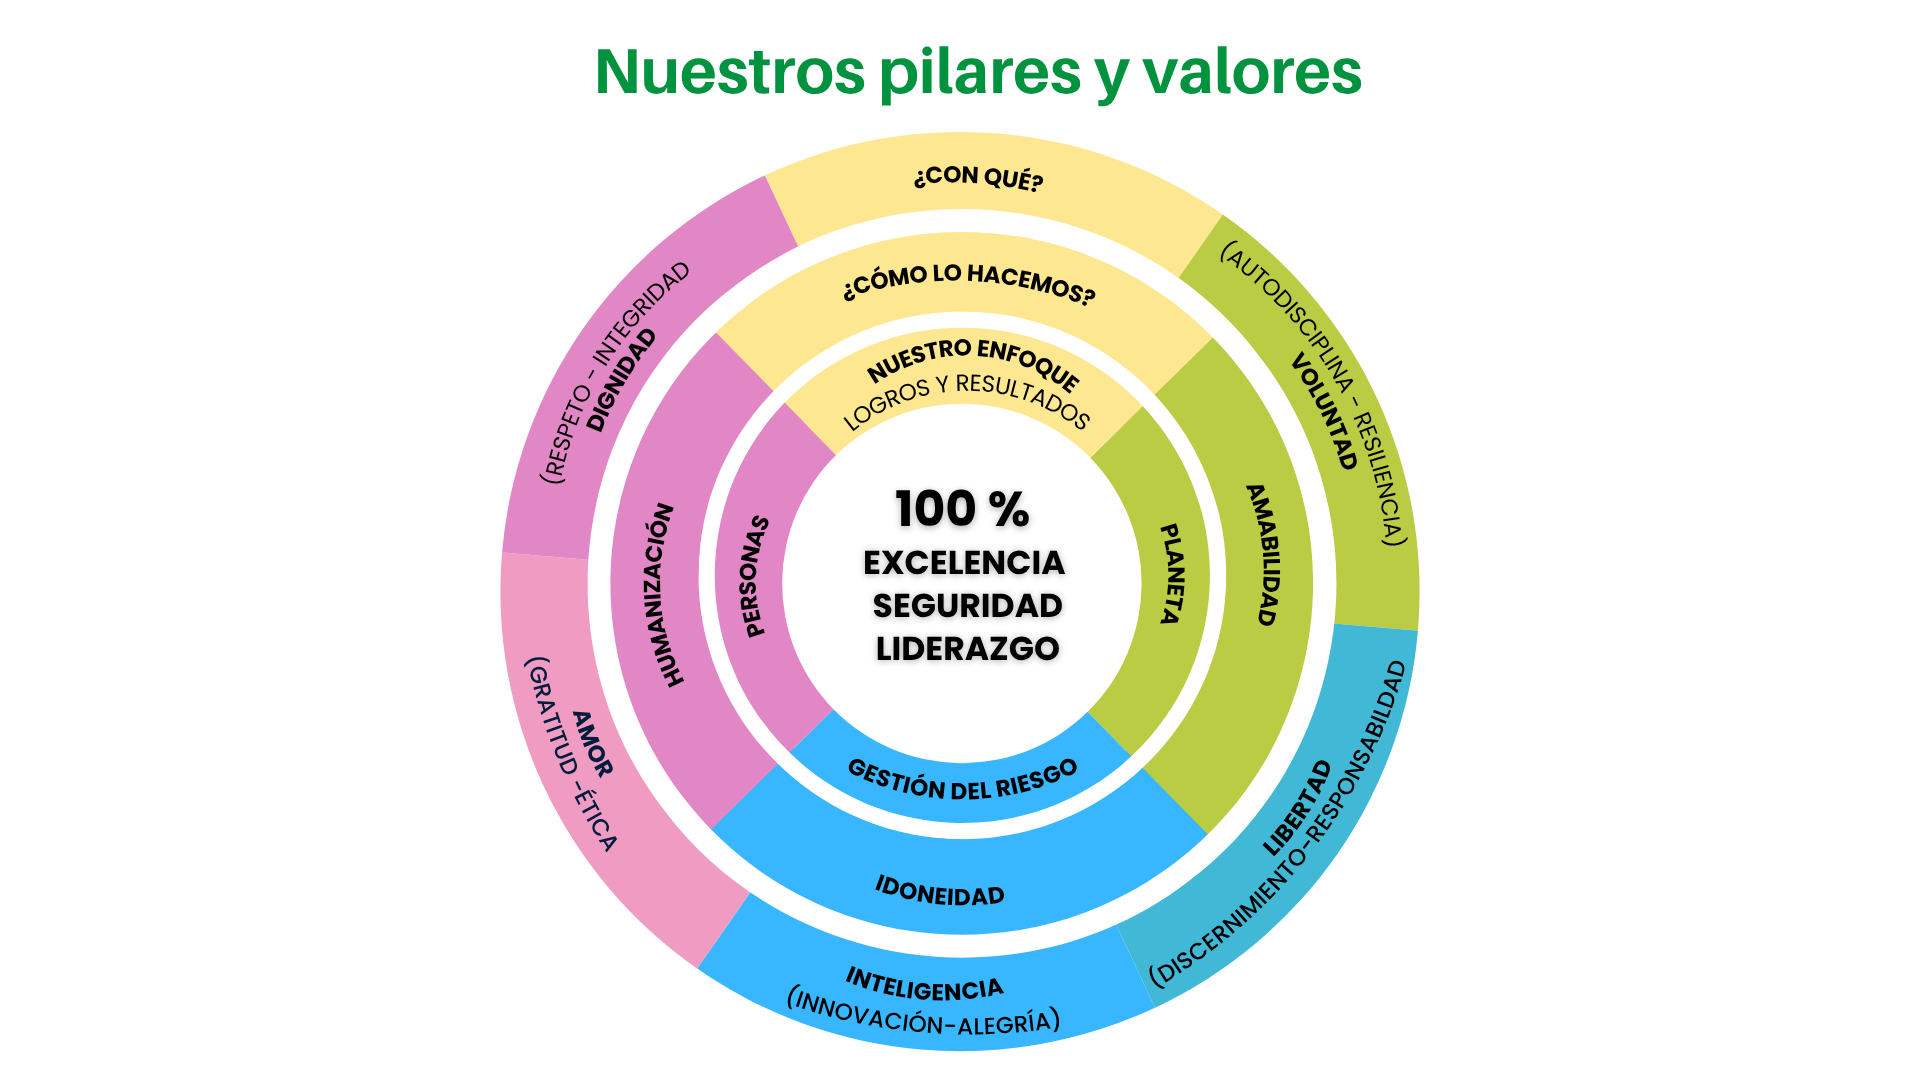 Nuestros pilares y valores
¿CON QUÉ?
(AUTODISCIPLINA - RESILIENCIA)
VOLUNTAD
LIBERTAD
(DISCERNIMIENTO-RESPONSABILDAD
INTELIGENCIA
(INNOVACIÓN-ALEGRÍA)
AMOR
(GRATITUD -ÉTICA
(RESPETO - INTEGRIDAD
DIGNIDAD
¿CÓMO LO HACEMOS?
AMABILIDAD
IDONEIDAD
HUMANIZACIÓN
NUESTRO ENFOQUE
LOGROS Y RESULTADOS
PLANETA
GESTIÓN DEL RIESGO
PERSONAS
100 %
EXCELENCIA
SEGURIDAD
LIDERAZGO